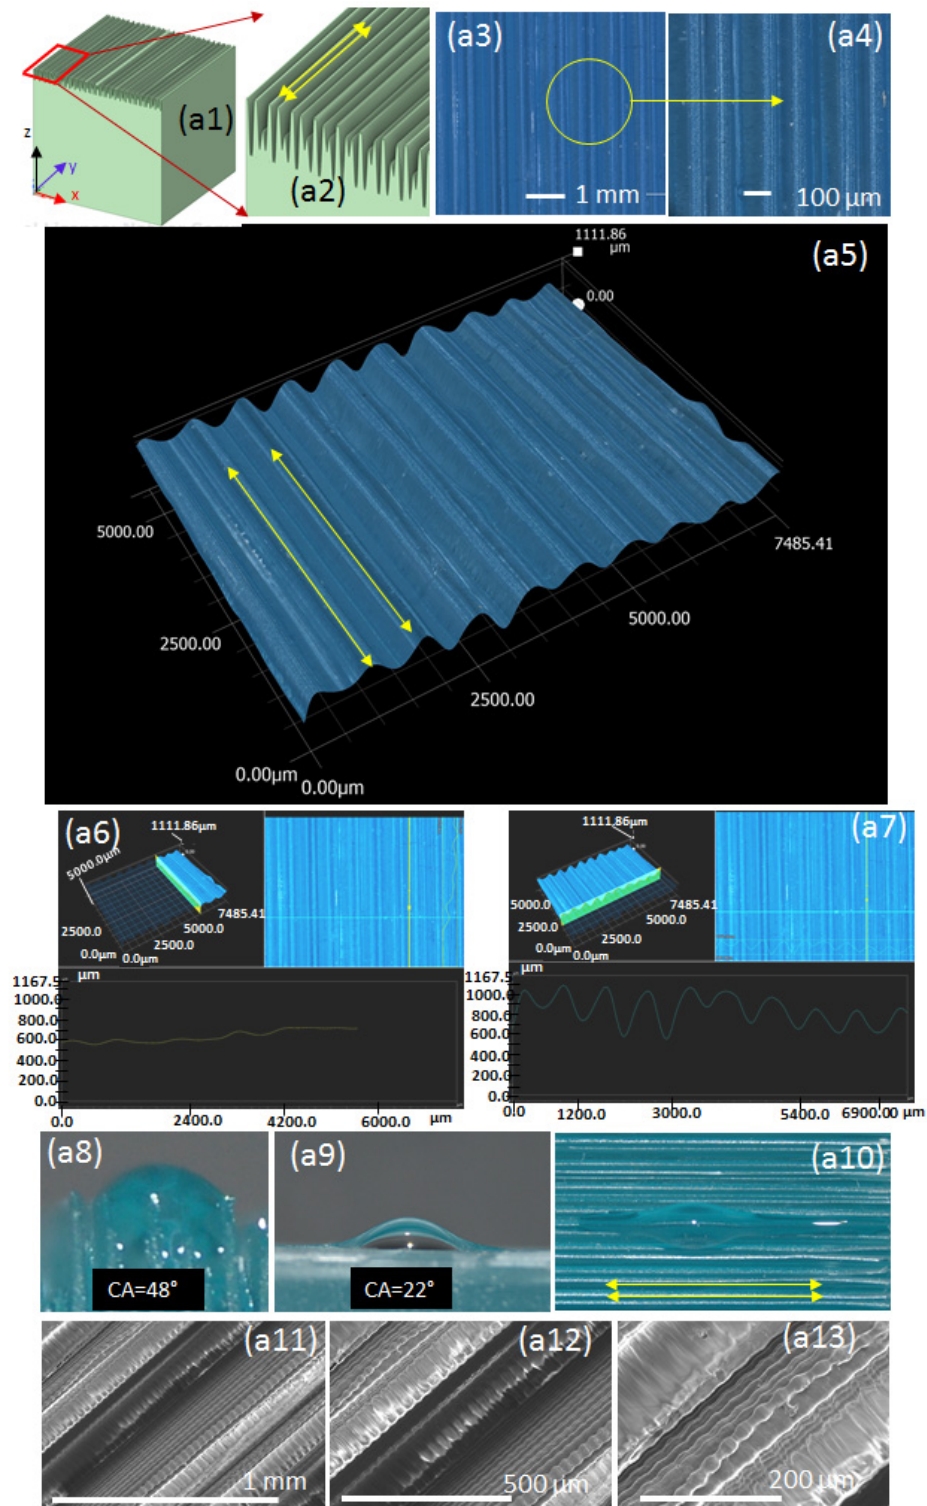 (a1)
z
y
x
(a2)
(a3)
1 mm
(a4)
100 µm
(a5)
1111.86
µm
0.00
5000.00
2500.00
0.00µm
0.00µm
2500.00
5000.00
7485.41
(a6)
1111.86µm
5000.0µm
2500.0
0.0µm
0.0µm
2500.0
5000.0
7485.41
µm
1167.5
1000.0
800.0
600.0
400.0
200.0
0.0
0.0
2400.0
4200.0
6000.0
µm
(a7)
1111.86µm
5000.0
2500.0
0.0µm
0.0µm
2500.0
5000.0
7485.41
µm
1167.5
1000.0
800.0
600.0
400.0
200.0
0.0
0.0
1200.0
3000.0
5400.0
6900.0 µm
(a8)
CA=48°
(a9)
CA=22°
(a10)
(a11)
1 mm
(a12)
500 µm
(a13)
200 µm